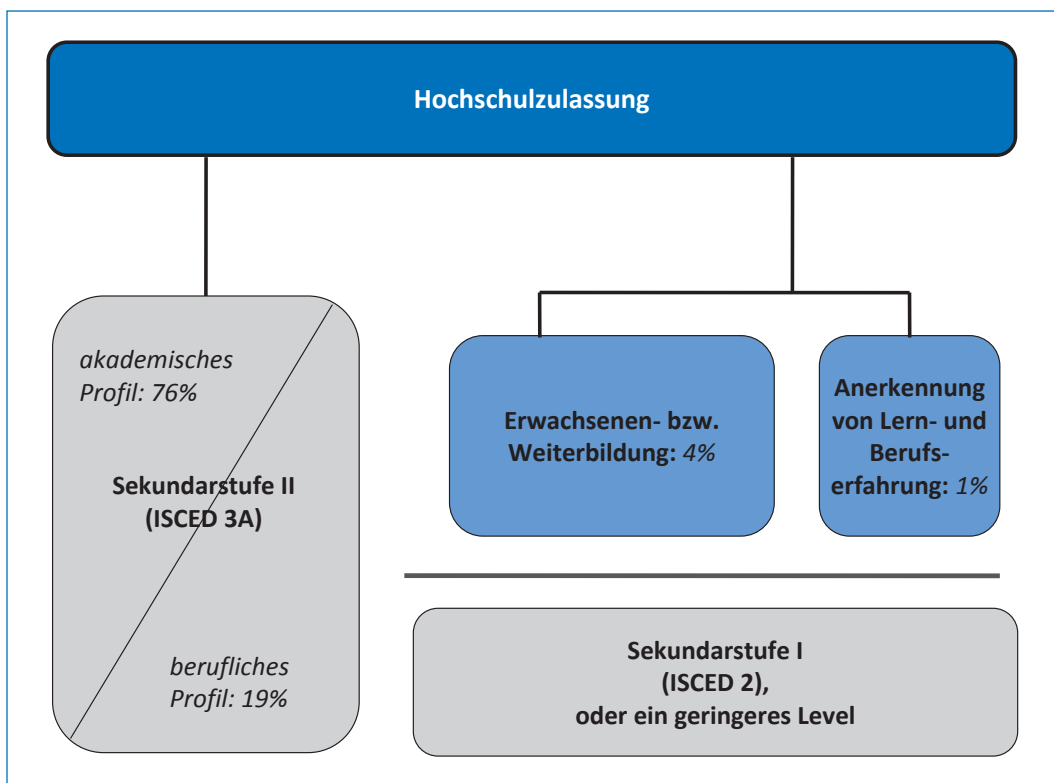 Hochschulzulassung
akademisches
Profil: 76%
Sekundarstufe II
(ISCED 3A)
berufliches
Profil: 19%
Erwachsenen- bzw.
Weiterbildung: 4%
Anerkennung
von Lern- und
Berufs-
erfahrung: 1%
Sekundarstufe I
(ISCED 2),
oder ein geringeres Level